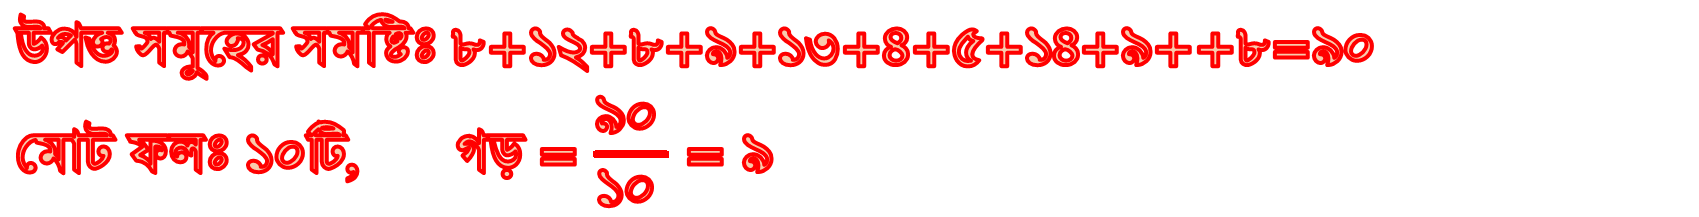 উপত্ত সমুহের সমষ্টিঃ ৮+১২+৮+৯+১৩+৪+৫+১৪+৯++৮=৯০
মোট ফলঃ ১০টি, গড় = ৯০/১০ = ৯